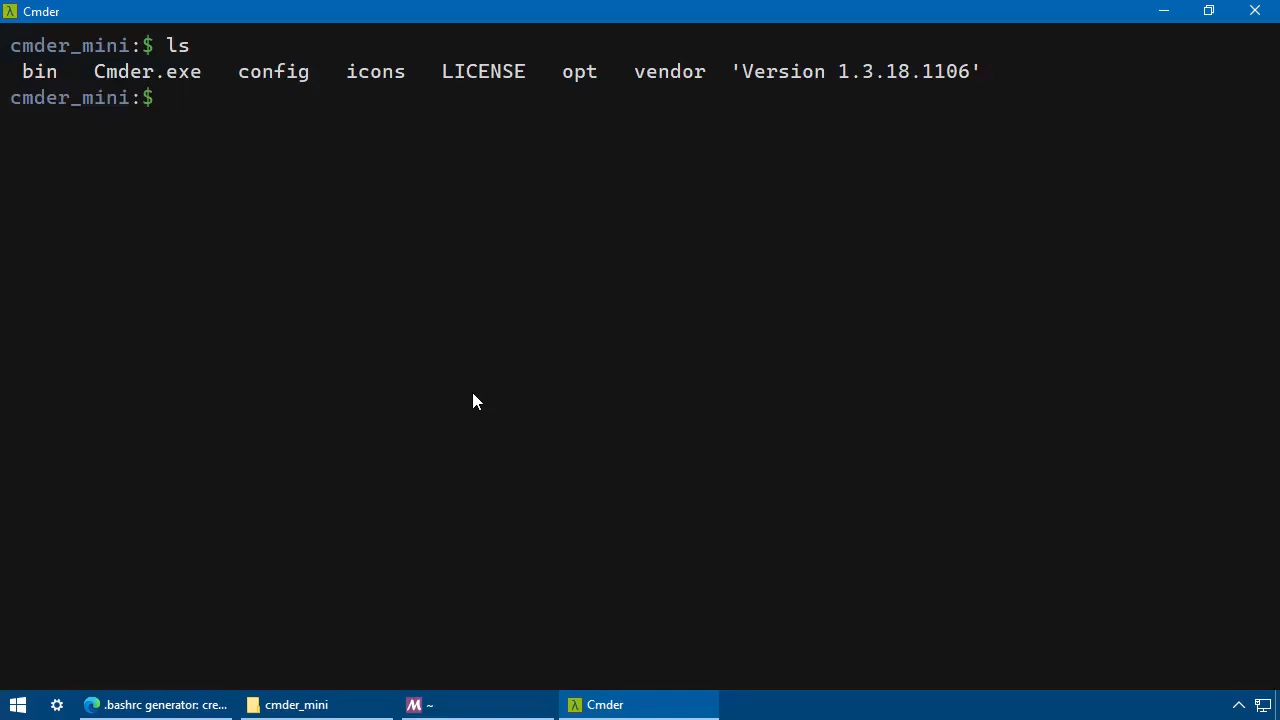 Cmder
cmder_mini:$ ls
bin Cmder.exe config icons LICENSE opt vendor 'Version 1.3.18.1106'
cmder_mini:$
.bashrc generator: cre... cmder_mini ~ Cmder